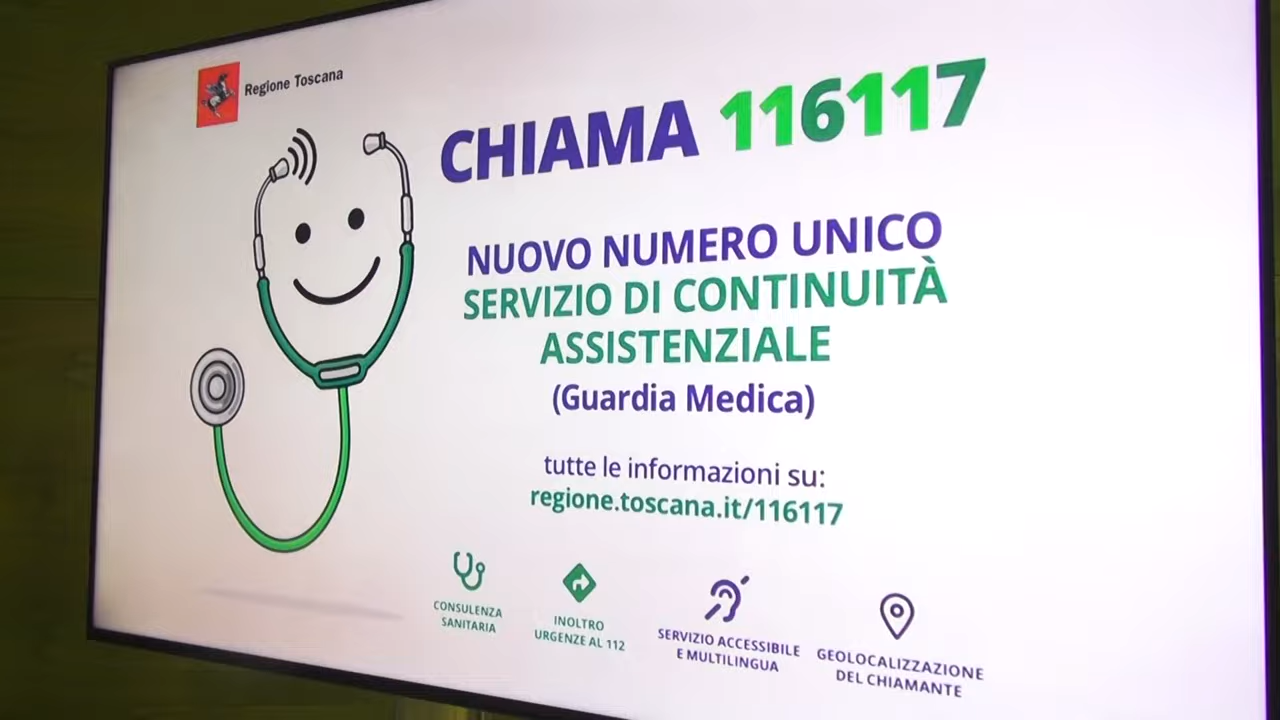 Regione Toscana
CHIAMA 116117
NUOVO NUMERO UNICO
SERVIZIO DI CONTINUITÀ
ASSISTENZIALE
(Guardia Medica)
tutte le informazioni su:
regione.toscana.it/116117
CONSULENZA
SANITARIA
INOLTRO
URGENZE AL 112
SERVIZIO ACCESSIBILE
E MULTILINGUA
GEOLOCALIZZAZIONE
DEL CHIAMANTE